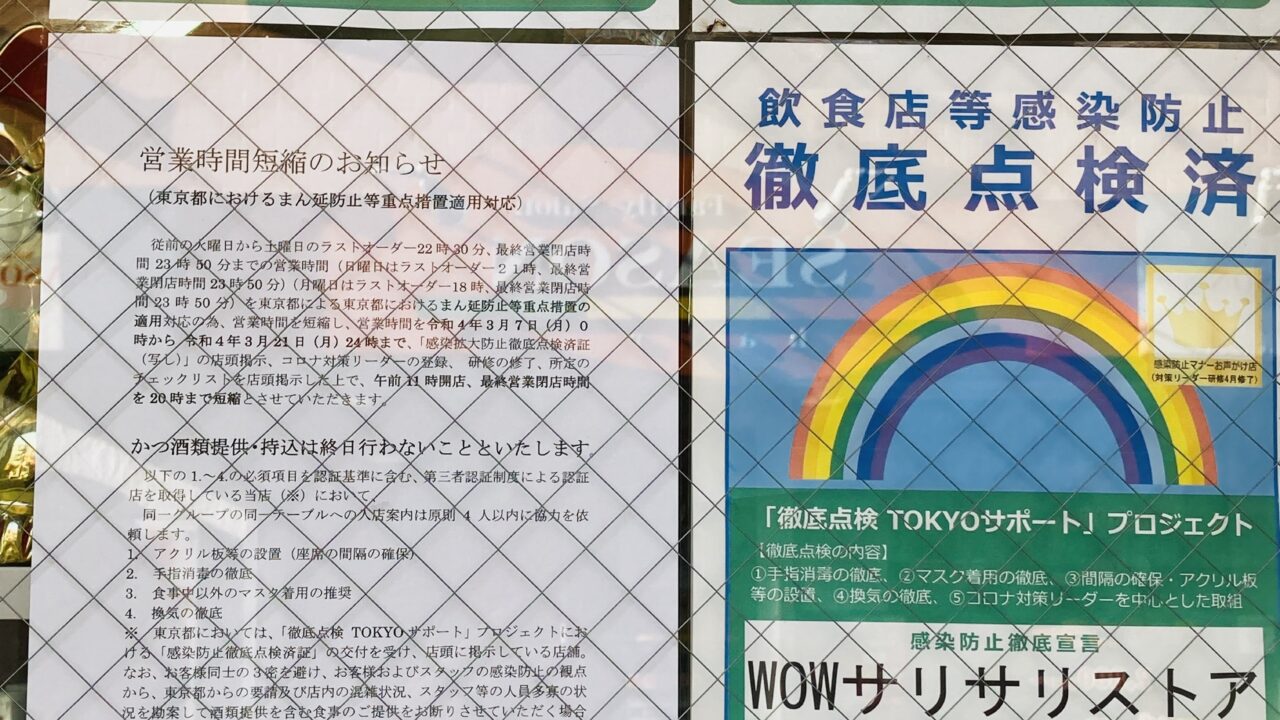 営業時間短縮のお知らせ
(東京都におけるまん延防止等重点措置適用対応)
従前の火曜日から土曜日のラストオーダー22時30分、最終営業閉店時
間23時50分までの営業時間（日曜日はラストオーダー21時、最終営
業閉店時間23時50分）（月曜日はラストオーダー18時、最終営業閉店時
間23時50分）を東京都による東京都におけるまん延防止等重点措置の
適用対応の為、営業時間を短縮し、営業時間を令和4年3月7日（月）0
時から 令和4年3月21日（月）24時まで、「感染拡大防止徹底点検済証
（写し）」の店頭掲示、コロナ対策リーダーの登録、 研修の修了、所定の
チェックリストを店頭掲示した上で、午前11時開店、最終営業閉店時間
を20時まで短縮とさせていただきます。
かつ酒類提供・持込は終日行わないことといたします。
以下の1.～4.の必須項目を認証基準に含む、第三者認証制度による認証
店を取得している当店（※）において、
同一グループの同一テーブルへの入店案内は原則 4 人以内に協力を依
頼します。
1. アクリル板等の設置（座席の間隔の確保）
2. 手指消毒の徹底
3. 食事中以外のマスク着用の推奨
4. 換気の徹底
※ 東京都においては、「徹底点検 TOKYOサポート」プロジェクトにお
ける「感染防止徹底点検済証」の交付を受け、店頭に掲示している店舗。
なお、お客様同士の3密を避け、お客様およびスタッフの感染防止の観点
から、東京都からの要請及び店内の混雑状況、スタッフ等の人員多寡の状
況を勘案して酒類提供を含む食事のご提供をお断りさせていただく場合
飲食店等感染防止
徹底点検済
感染防止マナーお声がけ店
(対策リーダー研修4月修了)
「徹底点検 TOKYOサポート」プロジェクト
【徹底点検の内容】
①手指消毒の徹底、②マスク着用の徹底、③間隔の確保・アクリル板
等の設置、④換気の徹底、⑤コロナ対策リーダーを中心とした取組
感染防止徹底宣言
WOWサリサリストア